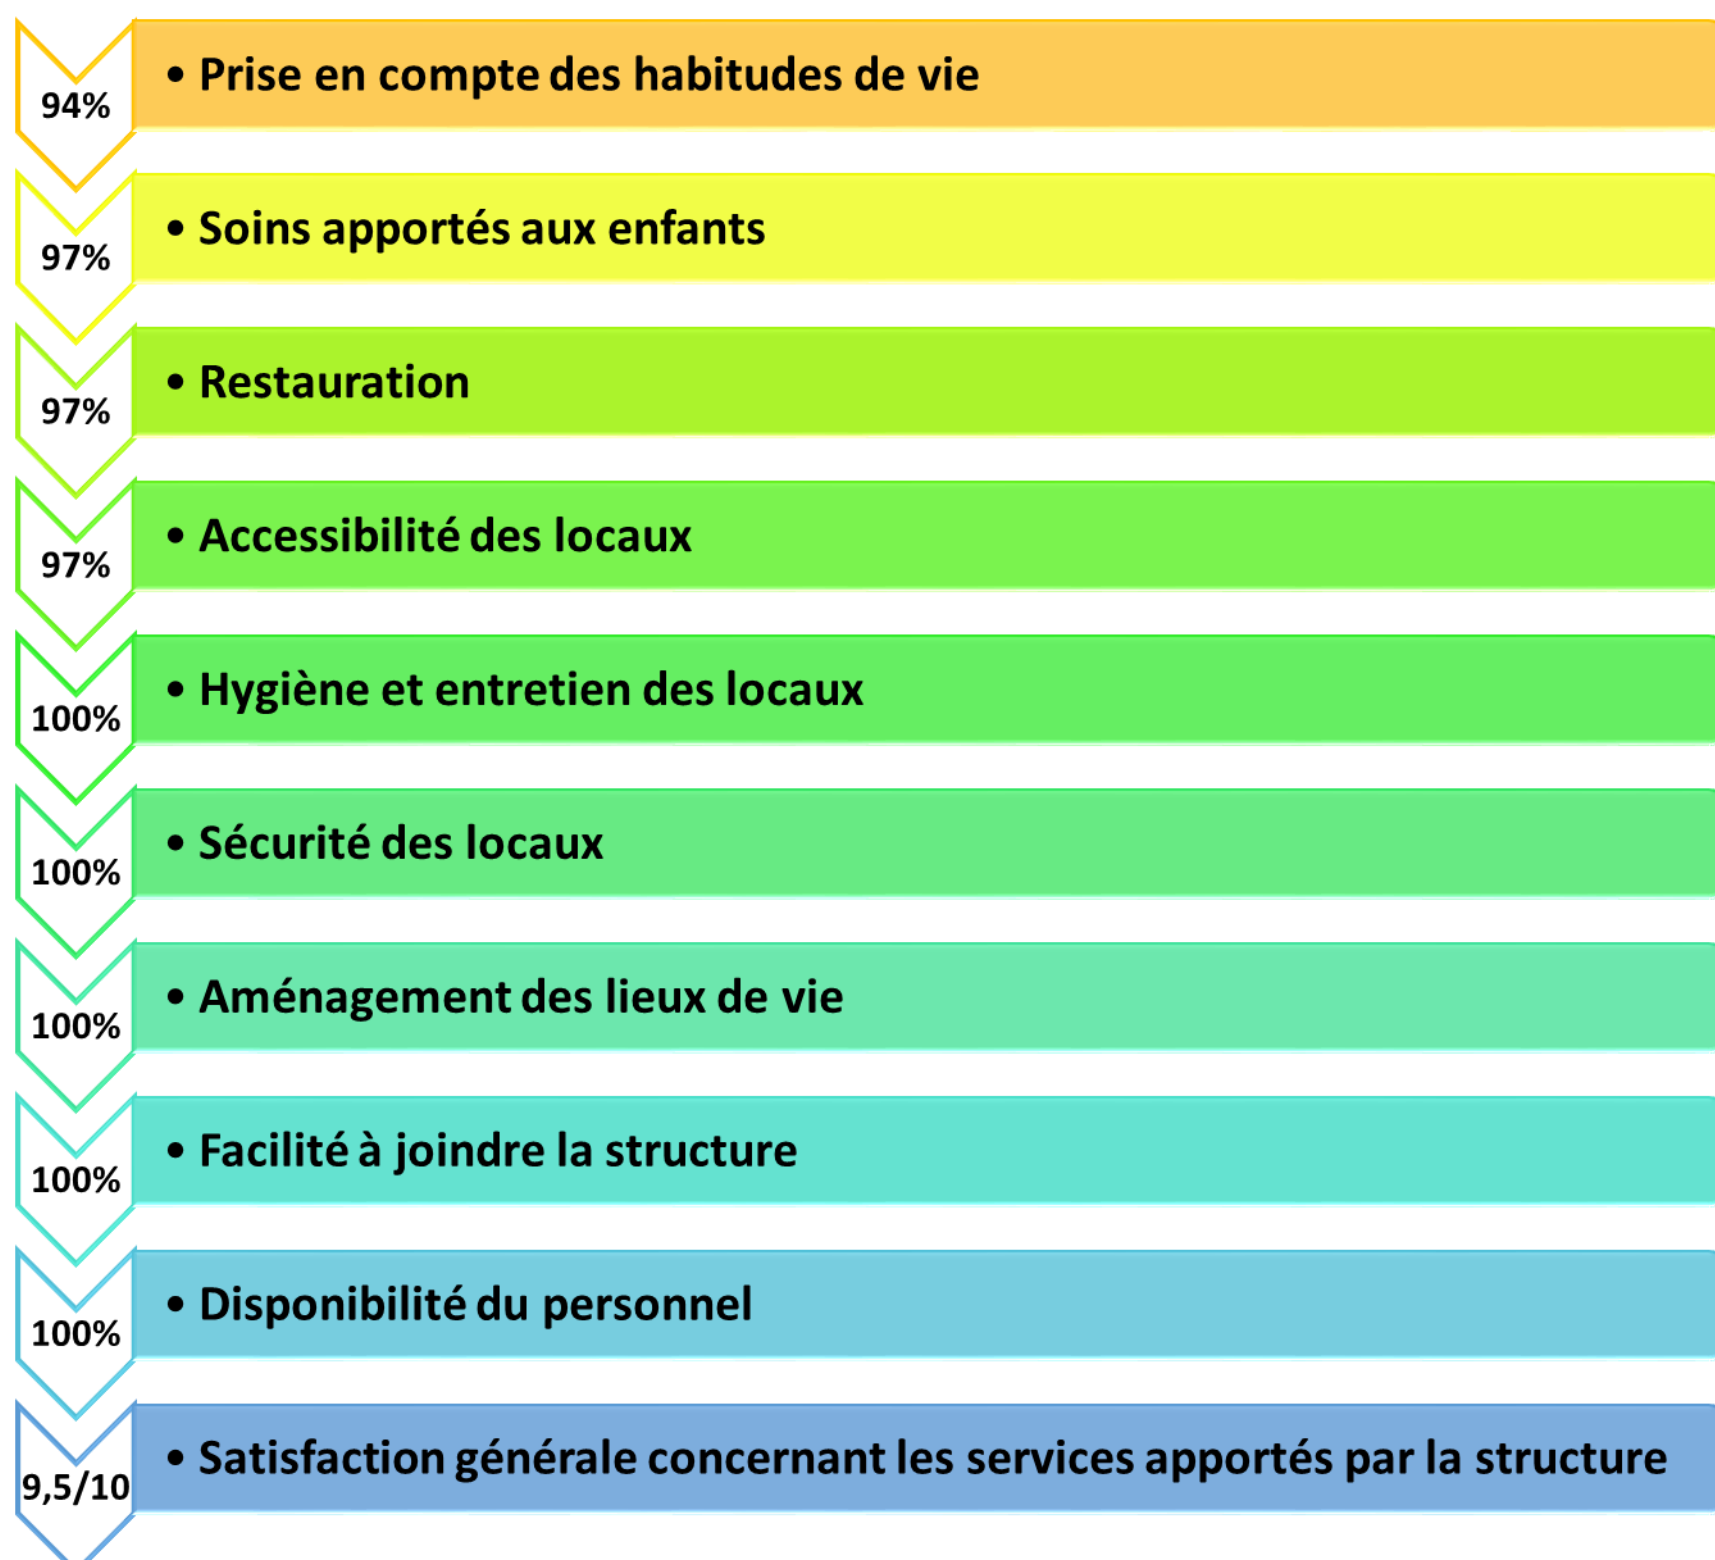 94%
• Prise en compte des habitudes de vie
97%
• Soins apportés aux enfants
97%
• Restauration
97%
• Accessibilité des locaux
100%
• Hygiène et entretien des locaux
100%
• Sécurité des locaux
100%
• Aménagement des lieux de vie
100%
• Facilité à joindre la structure
100%
• Disponibilité du personnel
9,5/10
• Satisfaction générale concernant les services apportés par la structure